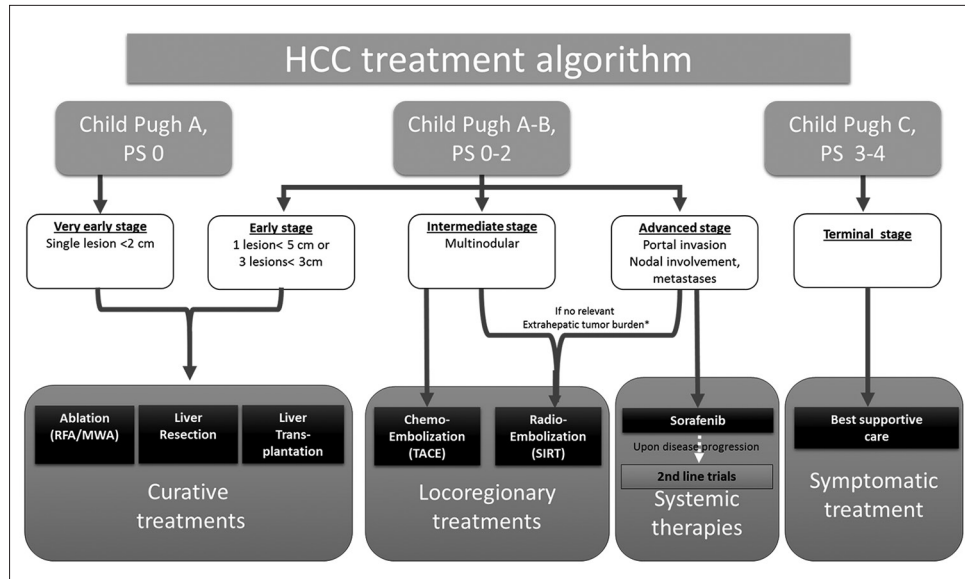 HCC treatment algorithm
Child Pugh A,
PS 0
Child Pugh A-B,
PS 0-2
Child Pugh C,
PS 3-4
Very early stage
Single lesion <2 cm
Early stage
1 lesion< 5 cm or
3 lesions< 3cm
Intermediate stage
Multinodular
Advanced stage
Portal invasion
Nodal involvement,
metastases
Terminal stage
If no relevant
Extrahepatic tumor burden*
Ablation
(RFA/MWA)
Liver
Resection
Liver
Trans-
plantation
Curative
treatments
Chemo-
Embolization
(TACE)
Radio-
Embolization
(SIRT)
Locoregionary
treatments
Sorafenib
Upon disease progression
2nd line trials
Systemic
therapies
Best supportive
care
Symptomatic
treatment